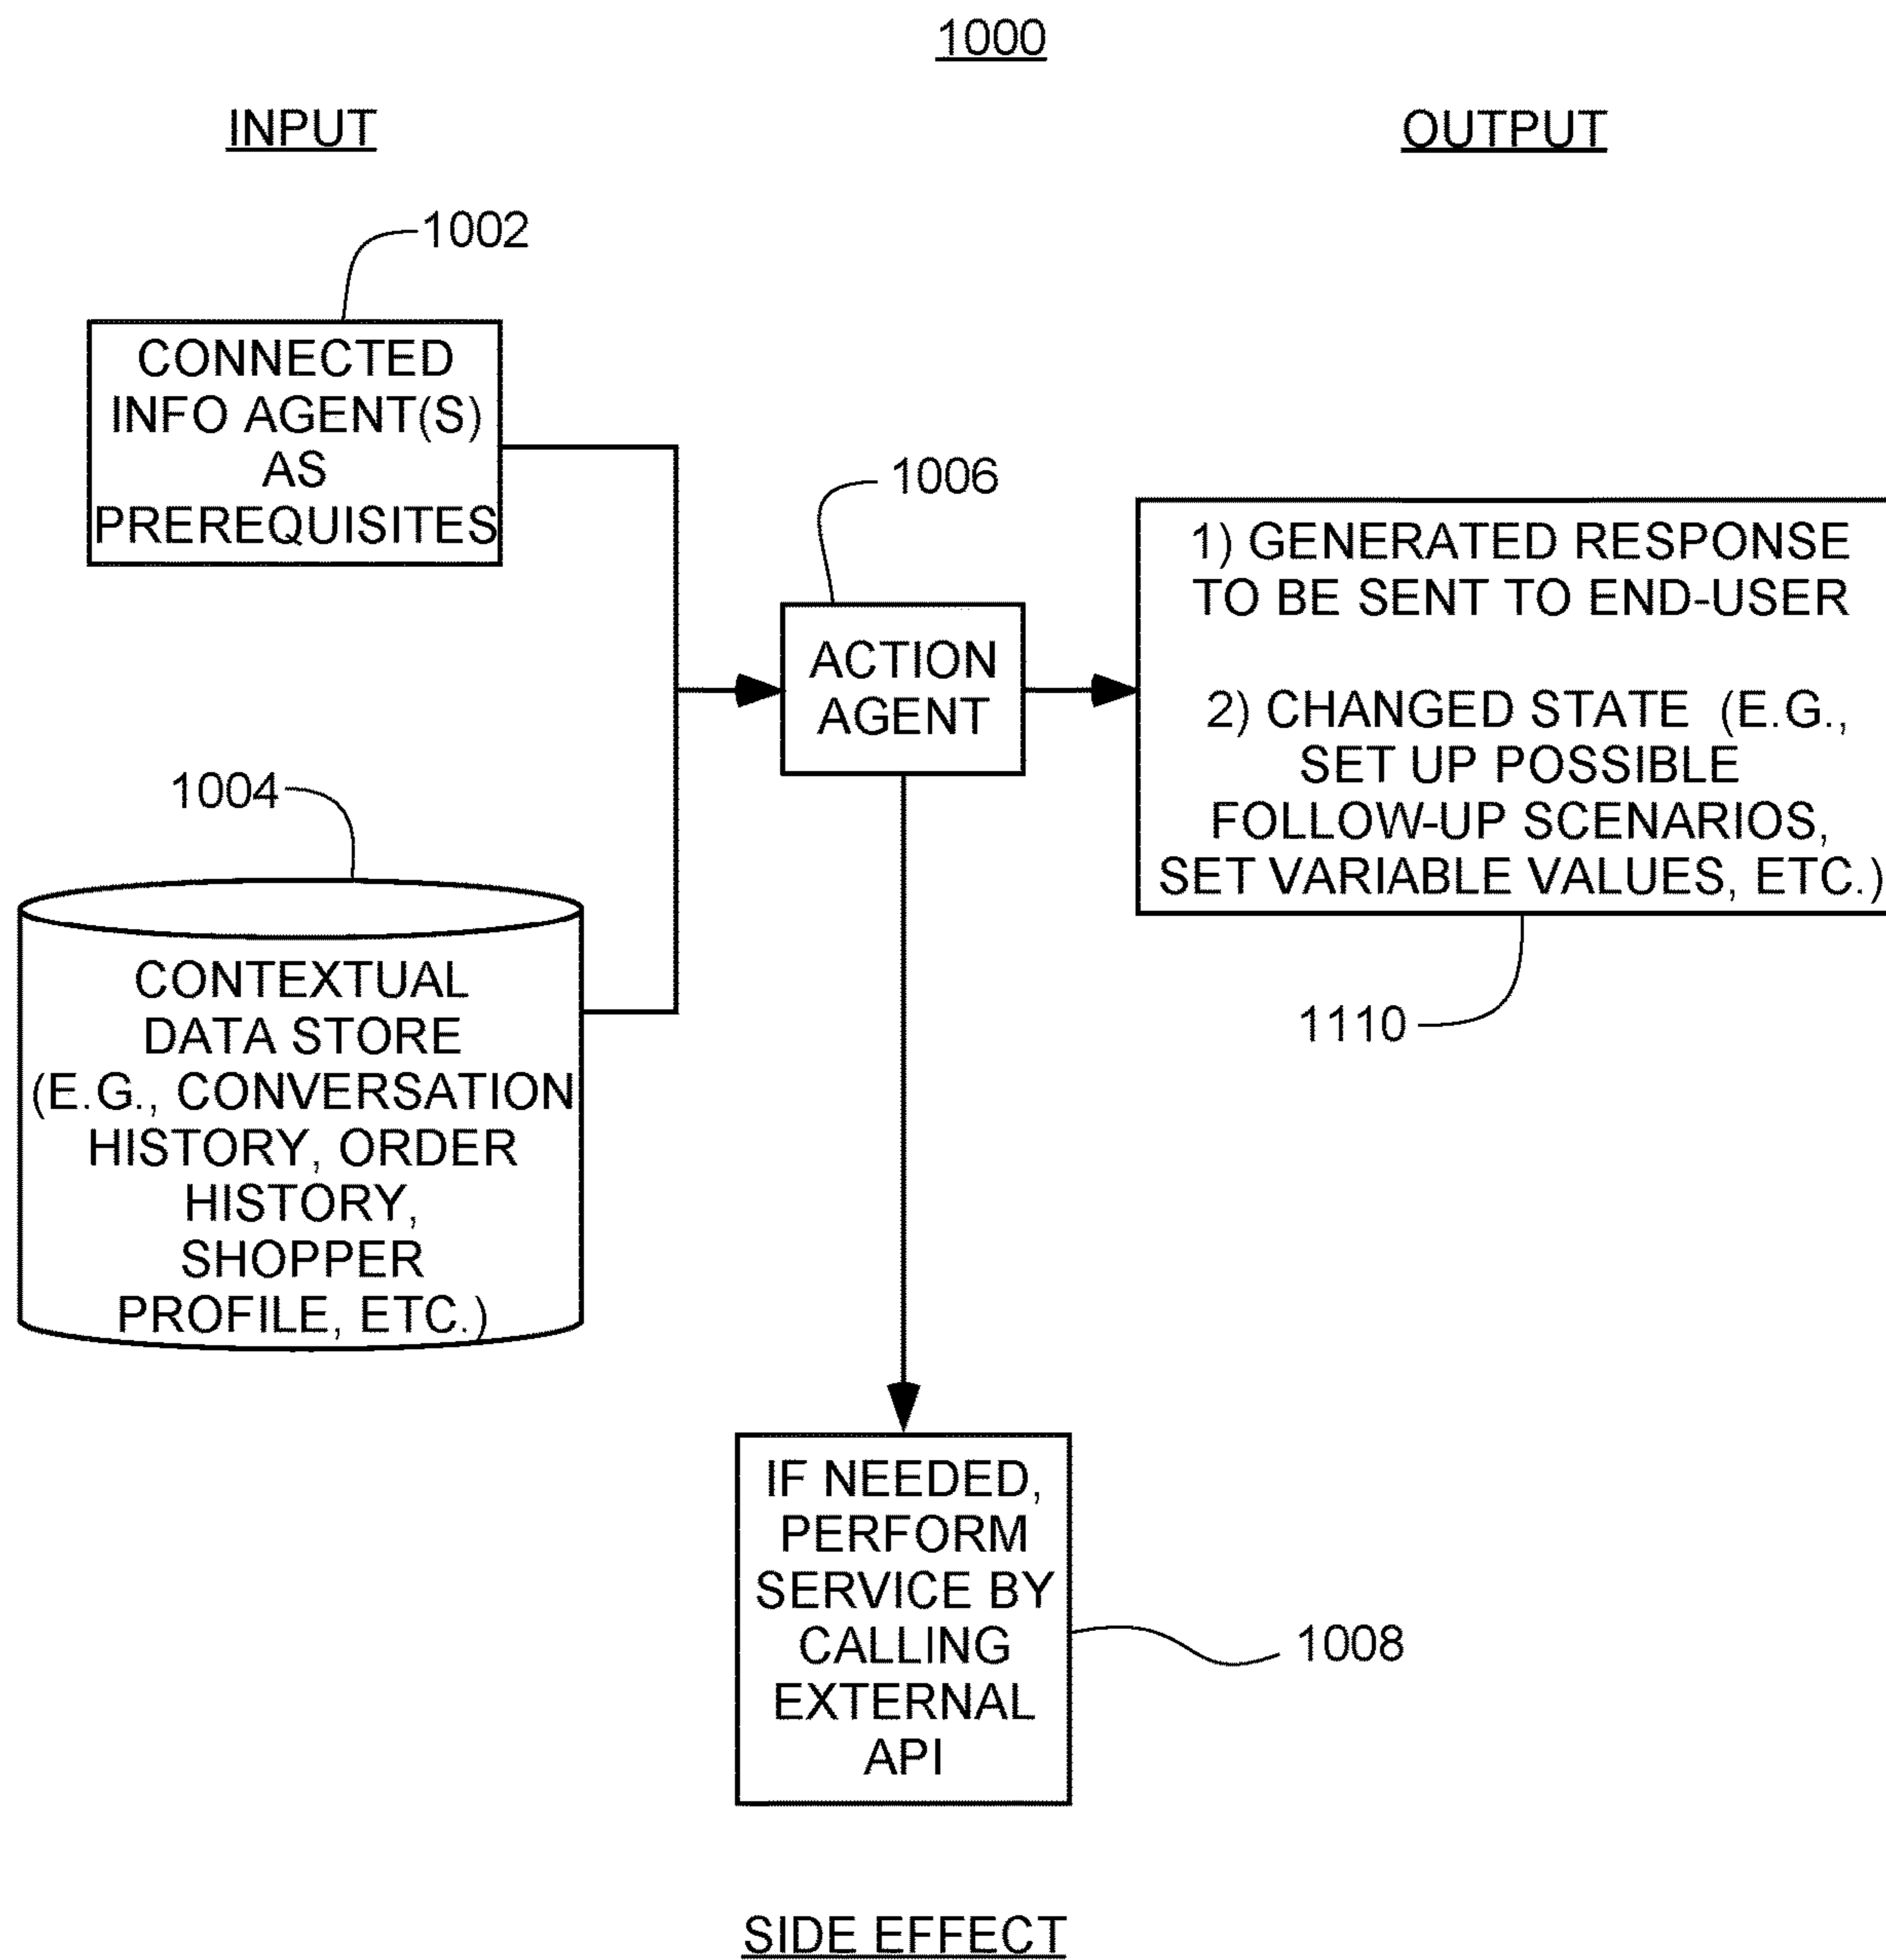 1000
INPUT
OUTPUT
1002
CONNECTED
INFO AGENT(S)
AS
PREREQUISITES
1004
CONTEXTUAL
DATA STORE
(E.G., CONVERSATION
HISTORY, ORDER
HISTORY,
SHOPPER
PROFILE, ETC.)
1006
ACTION
AGENT
1) GENERATED RESPONSE
TO BE SENT TO END-USER
2) CHANGED STATE (E.G.,
SET UP POSSIBLE
FOLLOW-UP SCENARIOS,
SET VARIABLE VALUES, ETC.)
1110
IF NEEDED,
PERFORM
SERVICE BY
CALLING
EXTERNAL
API
1008
SIDE EFFECT